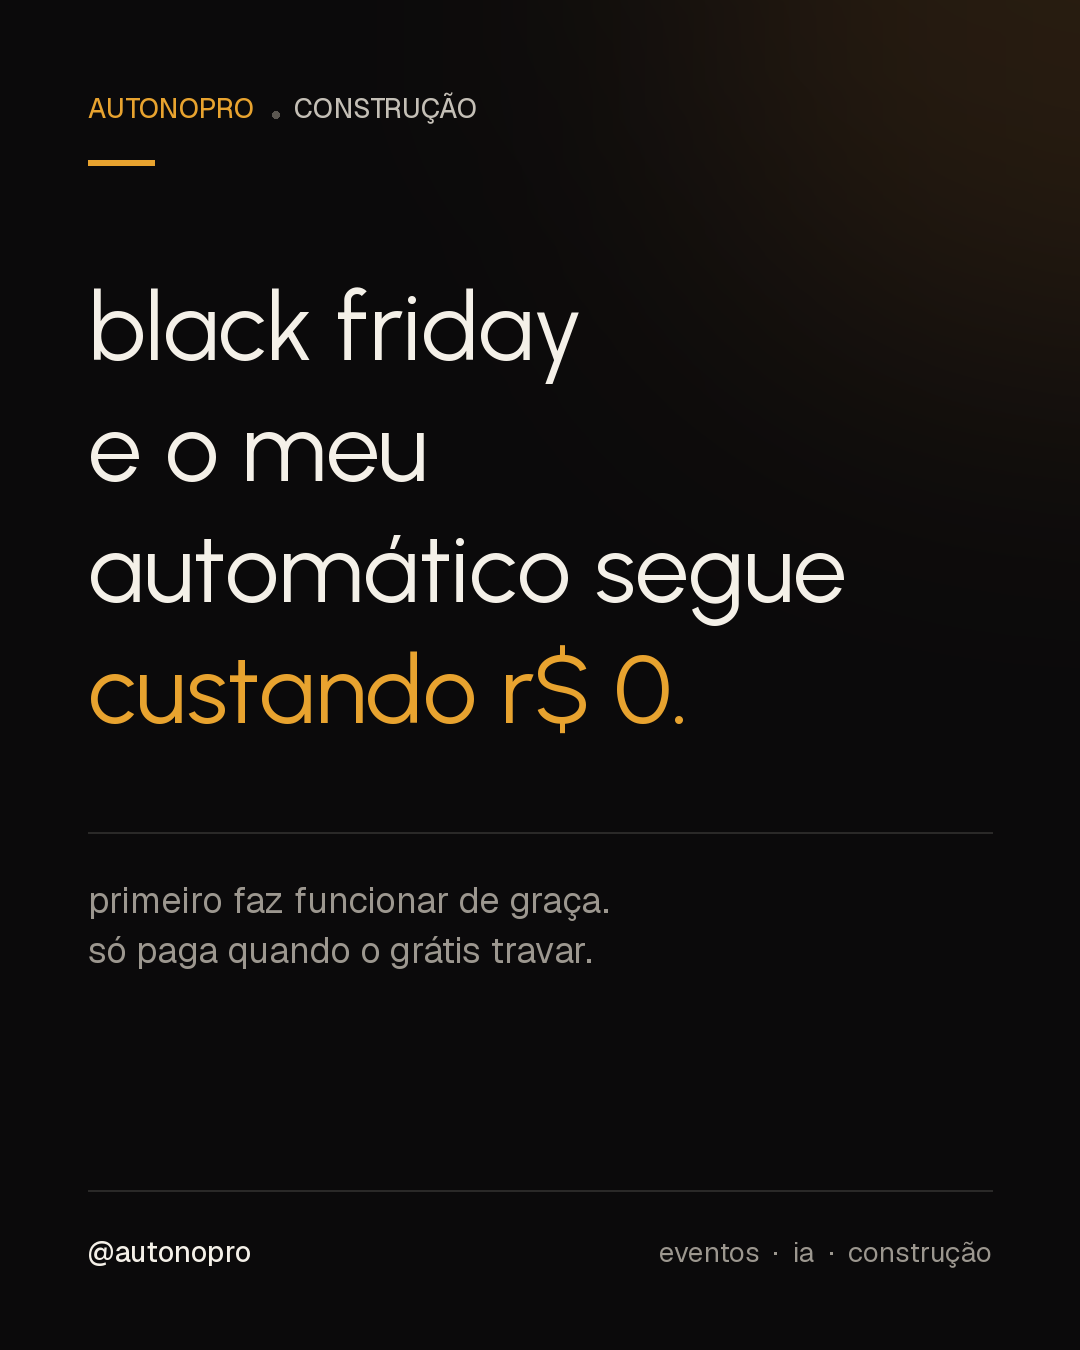 AUTONOPRO • CONSTRUÇÃO
black friday
e o meu
automático segue
custando r$ 0.
primeiro faz funcionar de graça.
só paga quando o grátis travar.
@autonopro
eventos · ia · construção